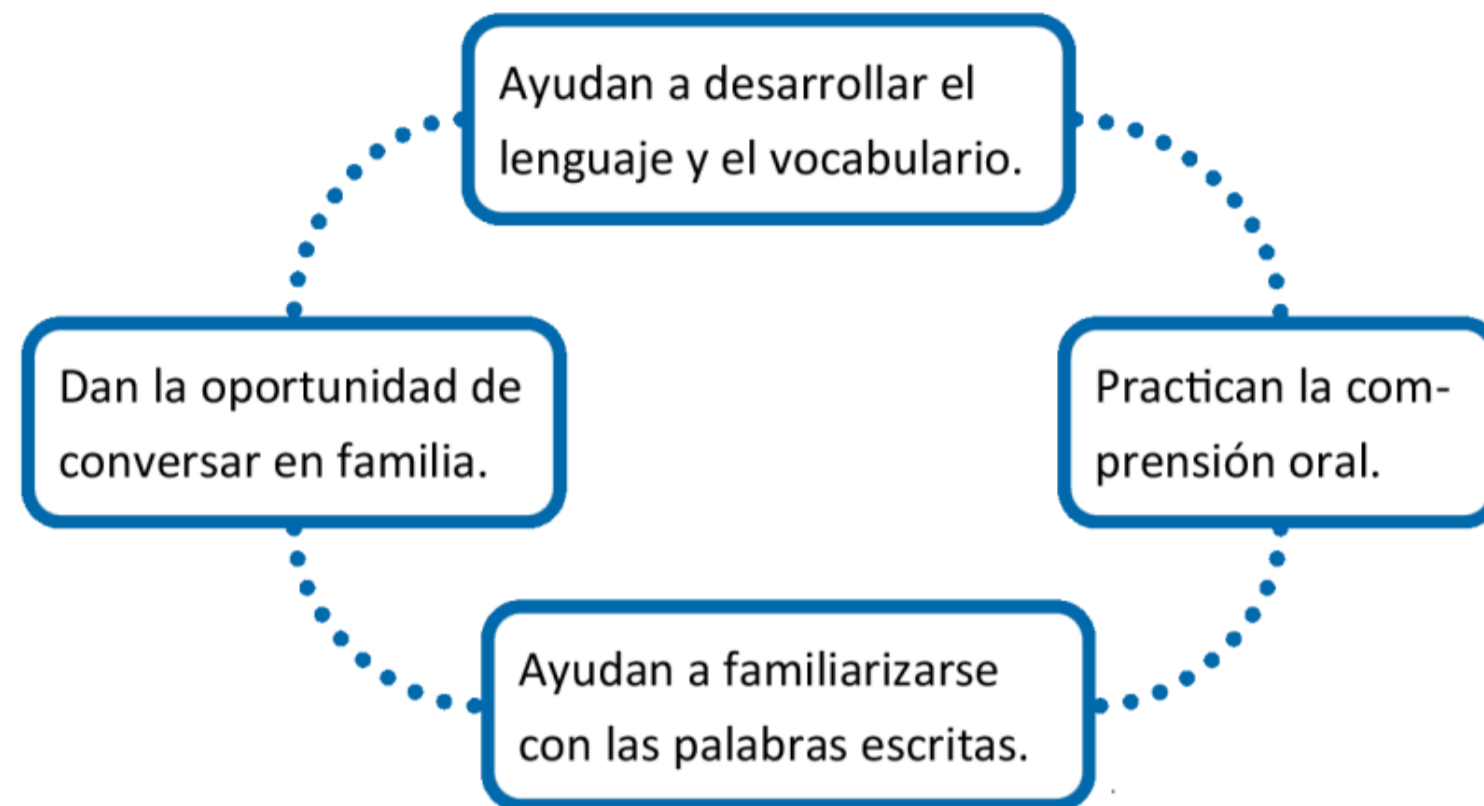 Ayudan a desarrollar el
lenguaje y el vocabulario.
Dan la oportunidad de
conversar en familia.
Practican la com-
prensión oral.
Ayudan a familiarizarse
con las palabras escritas.